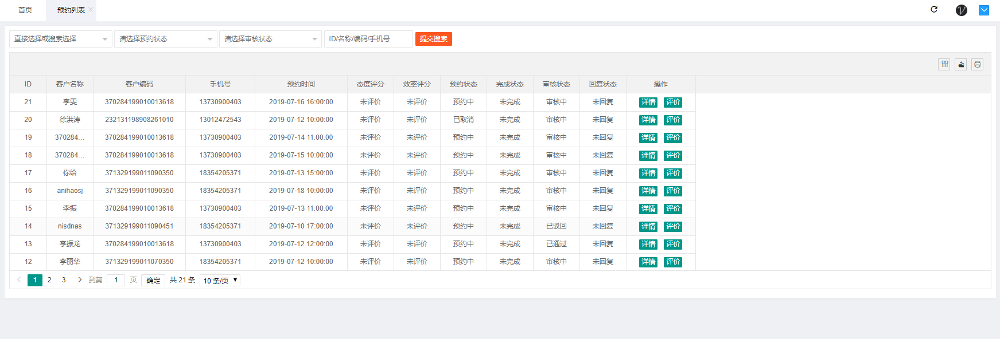 首页 预约列表
直接选择或搜索选择 请选择预约状态 请选择审核状态 ID/名称/编码/手机号 提交搜索
ID 客户名称 客户编码 手机号 预约时间 态度评分 效率评分 预约状态 完成状态 审核状态 回复状态 操作
21 李雯 370284199010013618 13730900403 2019-07-16 16:00:00 未评价 未评价 预约中 未完成 审核中 未回复 详情 评价
20 徐洪涛 232131198908261010 13012472543 2019-07-12 10:00:00 未评价 未评价 已取消 未完成 审核中 未回复 详情 评价
19 370284... 370284199010013618 13730900403 2019-07-14 11:00:00 未评价 未评价 预约中 未完成 审核中 未回复 详情 评价
18 370284... 370284199010013618 13730900403 2019-07-15 10:00:00 未评价 未评价 预约中 未完成 审核中 未回复 详情 评价
17 你给 371329199011090350 18354205371 2019-07-13 15:00:00 未评价 未评价 预约中 未完成 审核中 未回复 详情 评价
16 anihaosj 371329199011090350 18354205371 2019-07-18 10:00:00 未评价 未评价 预约中 未完成 审核中 未回复 详情 评价
15 李振 370284199010013618 13730900403 2019-07-13 11:00:00 未评价 未评价 预约中 未完成 审核中 未回复 详情 评价
14 nisdnas 371329199011090451 18354205371 2019-07-10 17:00:00 未评价 未评价 预约中 未完成 已驳回 未回复 详情 评价
13 李振龙 370284199010013618 13730900403 2019-07-12 12:00:00 未评价 未评价 预约中 未完成 已通过 未回复 详情 评价
12 李丽华 371329199011070350 18354205371 2019-07-12 10:00:00 未评价 未评价 预约中 未完成 审核中 未回复 详情 评价
1 2 3 到第 1 页 确定 共 21 条 10 条/页